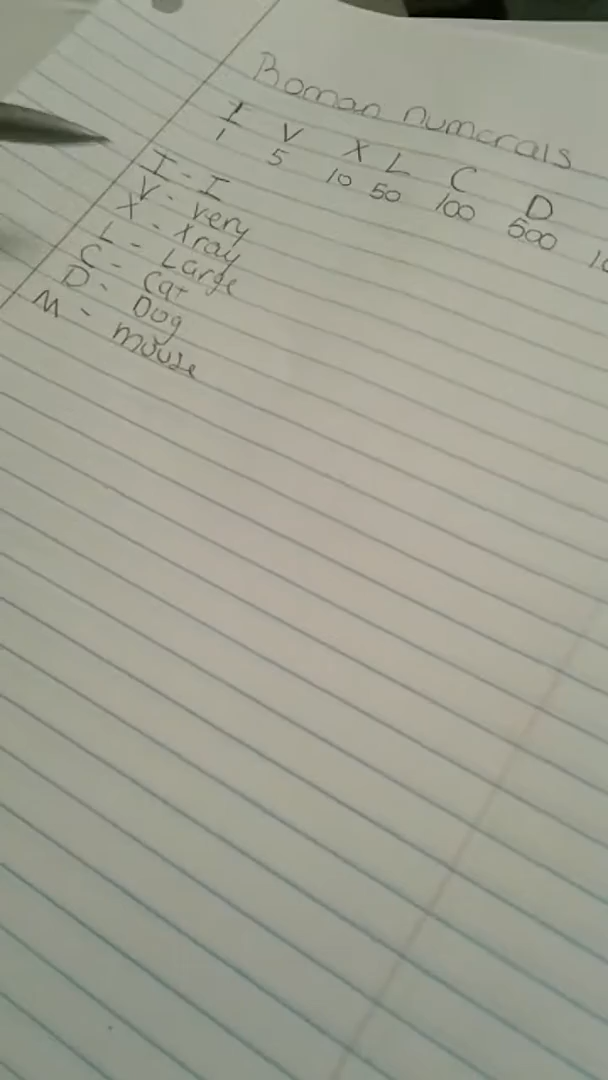 Roman numerals
I V X L C D
1 5 10 50 100 500
I - I
V - very
X - Xray
L - Large
C - Cat
D - Dog
M - mouse